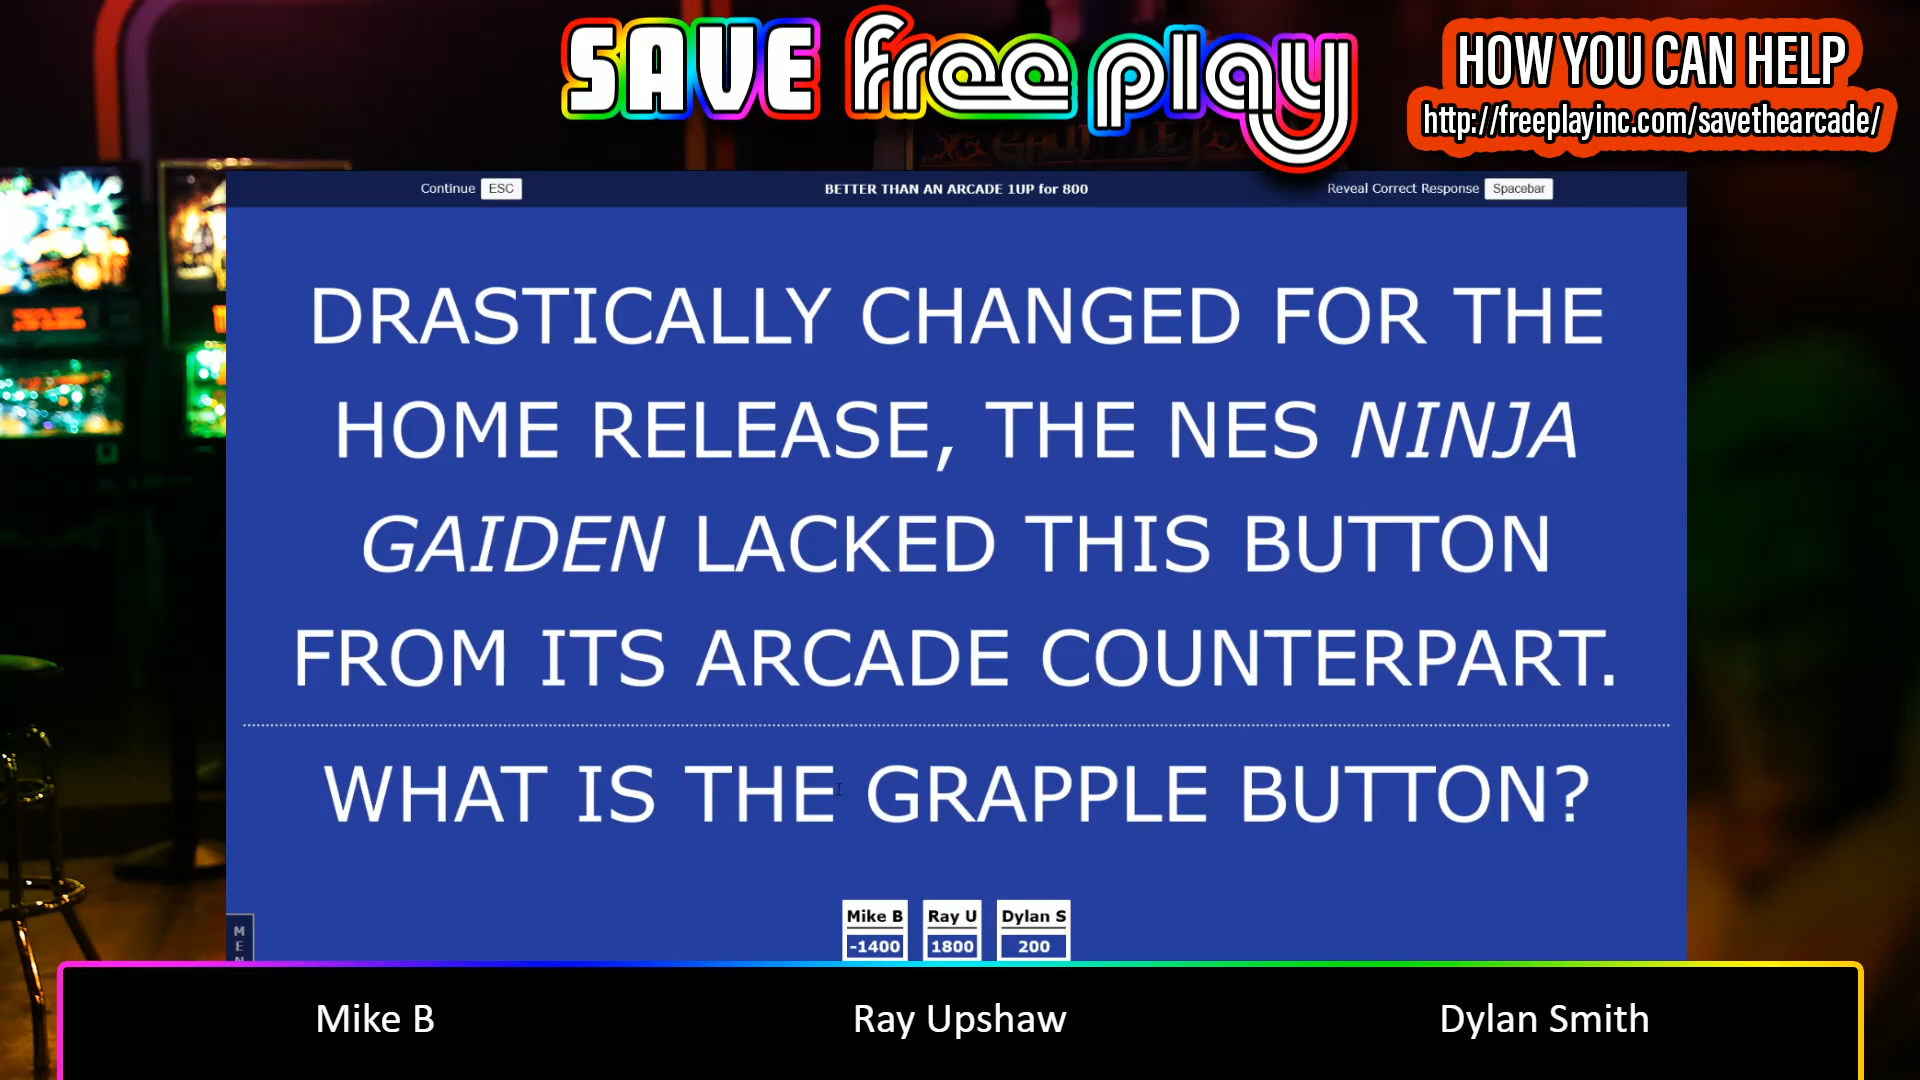 SAVE free play
HOW YOU CAN HELP
http://freeplayinc.com/savethearcade/
Continue ESC
BETTER THAN AN ARCADE 1UP for 800
Reveal Correct Response Spacebar
DRASTICALLY CHANGED FOR THE
HOME RELEASE, THE NES NINJA
GAIDEN LACKED THIS BUTTON
FROM ITS ARCADE COUNTERPART.
WHAT IS THE GRAPPLE BUTTON?
Mike B Ray U Dylan S
-1400 1800 200
M
E
N
Mike B Ray Upshaw Dylan Smith